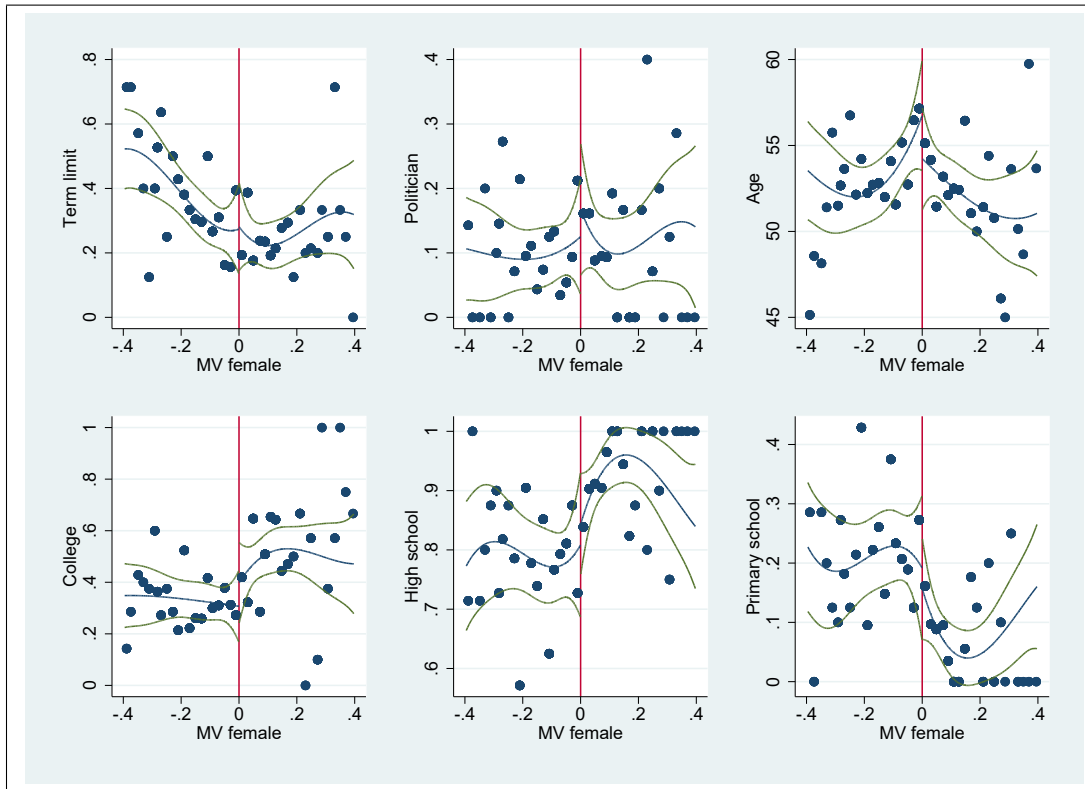 Term limit
.8
.6
.4
.2
0
-.4 -.2 0 .2 .4
MV female
Politician
.4
.3
.2
.1
0
-.4 -.2 0 .2 .4
MV female
Age
60
55
50
45
-.4 -.2 0 .2 .4
MV female
College
1
.8
.6
.4
.2
0
-.4 -.2 0 .2 .4
MV female
High school
1
.9
.8
.7
.6
-.4 -.2 0 .2 .4
MV female
Primary school
.4
.3
.2
.1
0
-.4 -.2 0 .2 .4
MV female